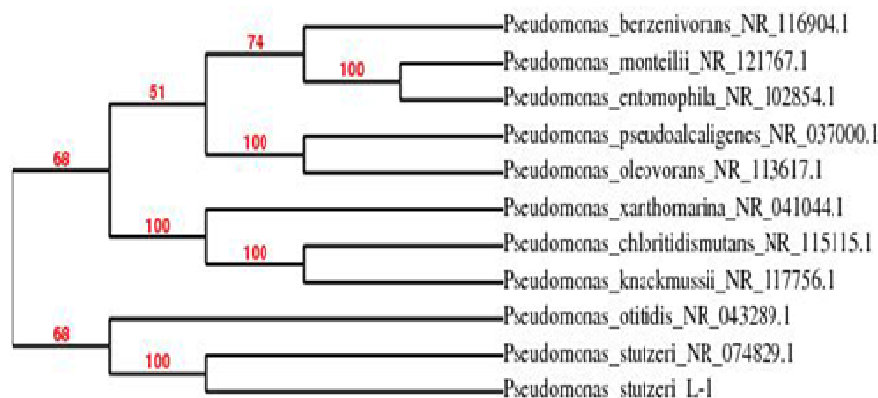 Pseudomonas_benzenivorans_NR_116904.1
74
Pseudomonas_monteilii_NR_121767.1
100
51
Pseudomonas_entomophila_NR_102854.1
Pseudomonas_pseudoalcaligenes_NR_037000.1
100
68
Pseudomonas_oleovorans_NR_113617.1
Pseudomonas_xanthomarina_NR_041044.1
100
Pseudomonas_chloritidismutans_NR_115115.1
100
Pseudomonas_knackmussii_NR_117756.1
Pseudomonas_otitidis_NR_043289.1
68
Pseudomonas_stutzeri_NR_074829.1
100
Pseudomonas_stutzeri_L-1